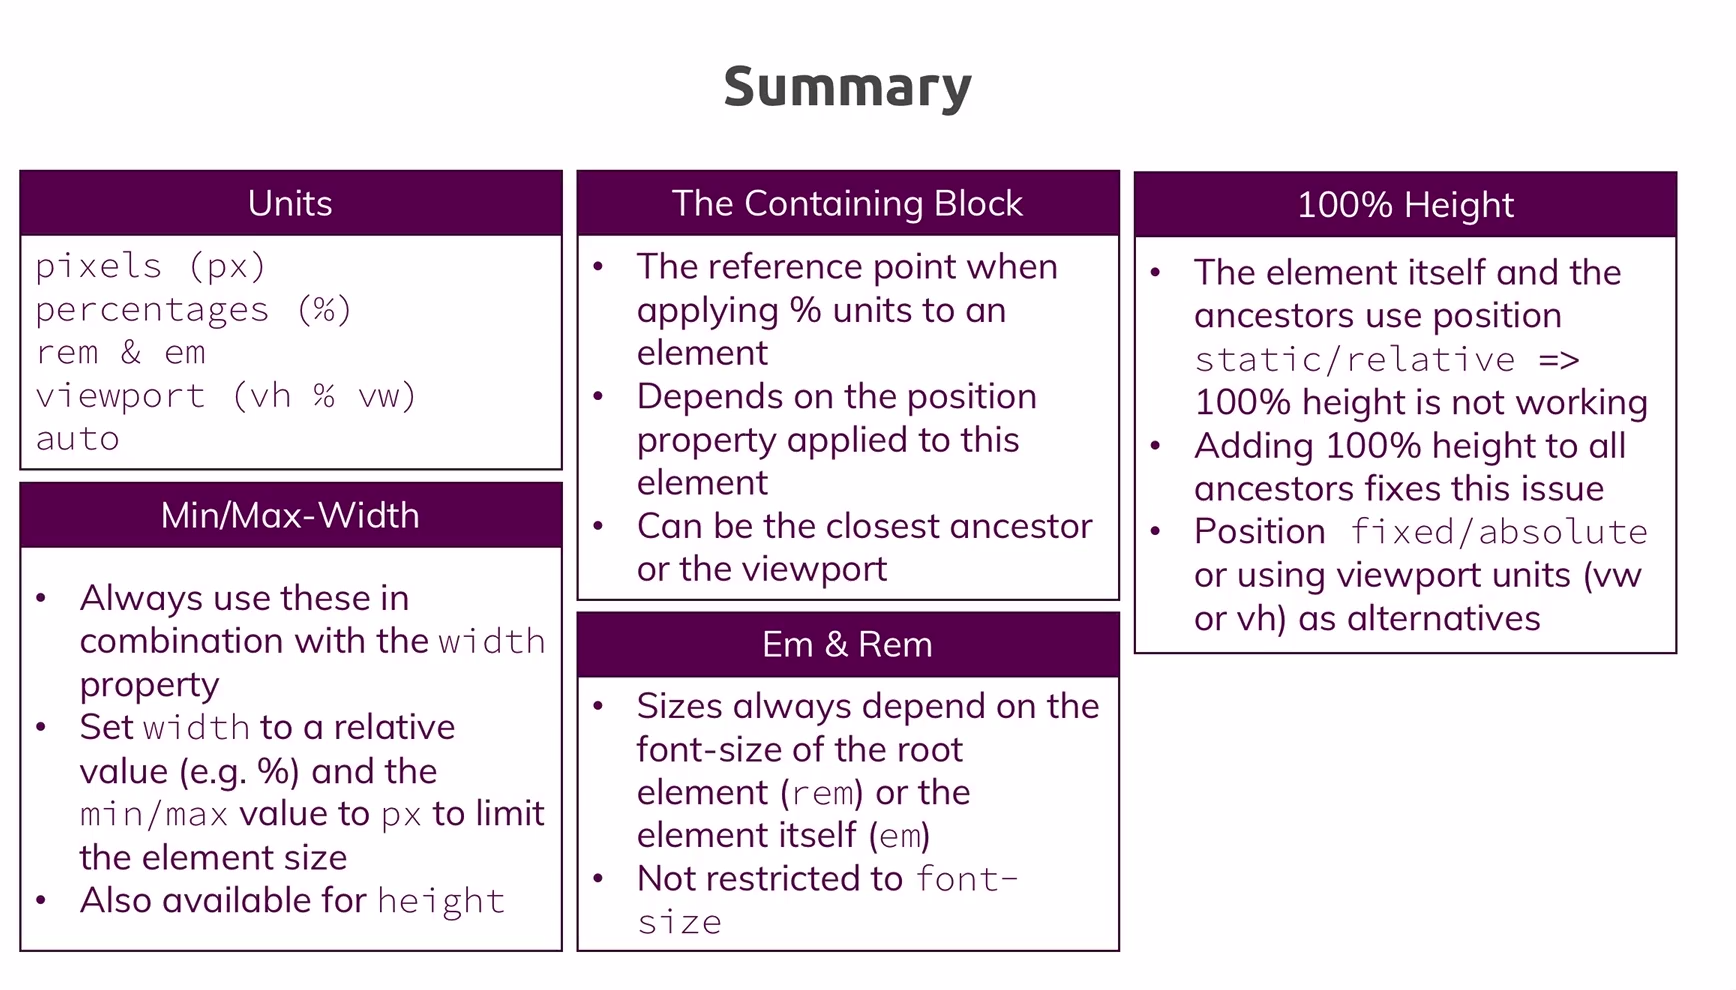 Summary
Units
pixels (px)
percentages (%)
rem & em
viewport (vh % vw)
auto
Min/Max-Width
• Always use these in
combination with the width
property
• Set width to a relative
value (e.g. %) and the
min/max value to px to limit
the element size
• Also available for height
The Containing Block
• The reference point when
applying % units to an
element
• Depends on the position
property applied to this
element
• Can be the closest ancestor
or the viewport
Em & Rem
• Sizes always depend on the
font-size of the root
element (rem) or the
element itself (em)
• Not restricted to font-
size
100% Height
• The element itself and the
ancestors use position
static/relative =>
100% height is not working
• Adding 100% height to all
ancestors fixes this issue
• Position fixed/absolute
or using viewport units (vw
or vh) as alternatives